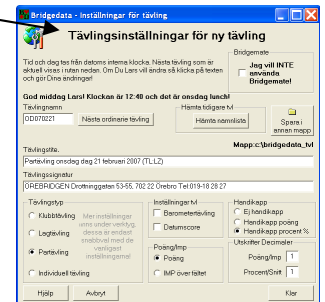 Bridgedata - Inställningar för tävling
Tävlingsinställningar för ny tävling
Tid och dag tas från datorns interna klocka. Nästa tävling som är
aktuell visas i rutan nedan. Om Du Lars vill ändra så klicka på texten
och gör Dina ändringar!
Bridgemate
Jag vill INTE
använda
Bridgemate!
God middag Lars! Klockan är 12:40 och det är onsdag lunch!
Tävlingnamn
OD070221
Nästa ordinarie tävling
Hämta tidigare tvl
Hämta namnlista
Spara i
annan mapp
Mapp:c:\bridgedata_tvl
Tävlingstite.
Partävling onsdag dag 21 februari 2007 (TL:LZ)
Tävlingssignatur
ÖREBRIDGEN Drottninggatan 53-55, 702 22 Örebro Tel:019-18 28 27
Tävlingstyp
Klubbtävling
Lagtävling
Partävling
Individuell tävling
Mer inställningar
unns under verktyg,
dessa är endast
snabbval med de
vanligast
inställningarna!
Inställningar tvl
Barometertävling
Datumscore
Poäng/Imp
Poäng
IMP över fältet
Handikapp
Ej handikapp
Handikapp poäng
Handikapp procent %
Utskrifter Decimaler
Poäng/Imp 1
Procent/Snitt 1
Hjälp
Avbryt
Klar